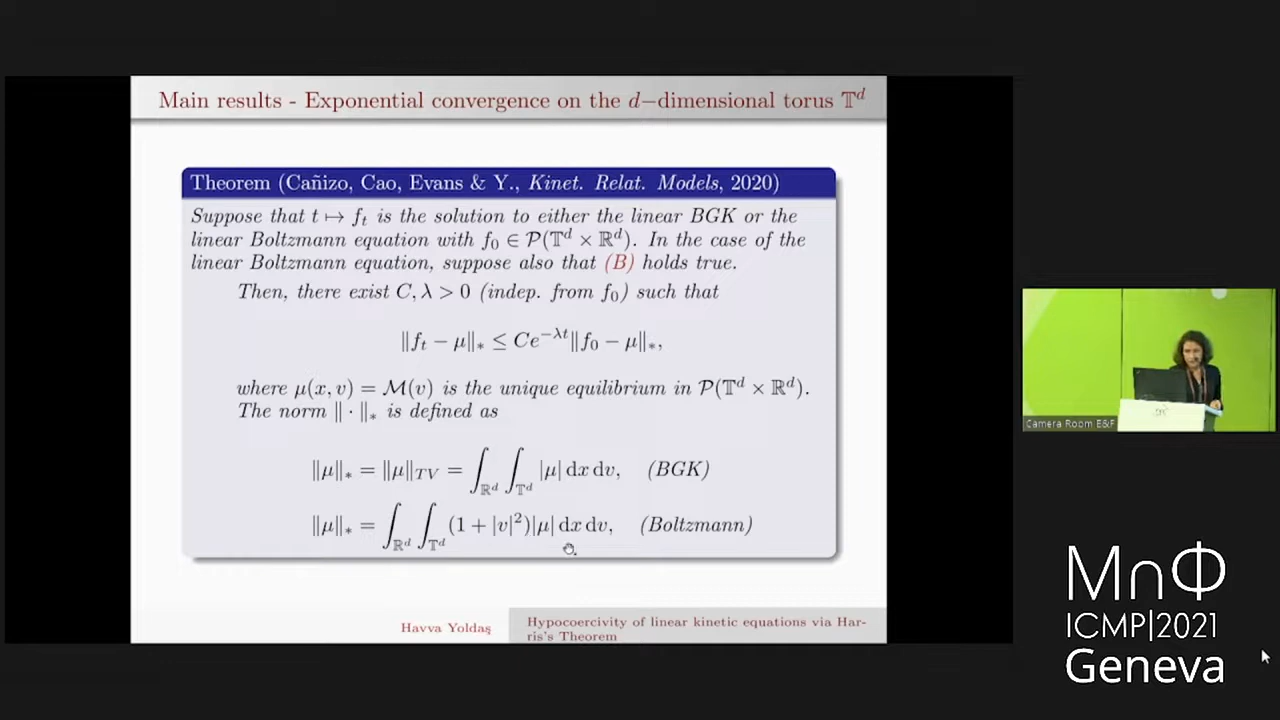 Main results - Exponential convergence on the d−dimensional torus 𝕋^d
Theorem (Cañizo, Cao, Evans & Y., Kinet. Relat. Models, 2020)
Suppose that t ↦ f_t is the solution to either the linear BGK or the
linear Boltzmann equation with f_0 ∈ 𝒫(𝕋^d × ℝ^d). In the case of the
linear Boltzmann equation, suppose also that (B) holds true.
Then, there exist C, λ > 0 (indep. from f_0) such that
‖f_t − μ‖_* ≤ Ce^{−λt}‖f_0 − μ‖_*,
where μ(x, v) = ℳ(v) is the unique equilibrium in 𝒫(𝕋^d × ℝ^d).
The norm ‖ · ‖_* is defined as
‖μ‖_* = ‖μ‖_{TV} = ∫_{ℝ^d} ∫_{𝕋^d} |μ| dx dv, (BGK)
‖μ‖_* = ∫_{ℝ^d} ∫_{𝕋^d} (1 + |v|^2)|μ| dx dv, (Boltzmann)
Havva Yoldaş
Hypocoercivity of linear kinetic equations via Har-
ris's Theorem
Camera Room E&F
M∩Φ
ICMP|2021
Geneva